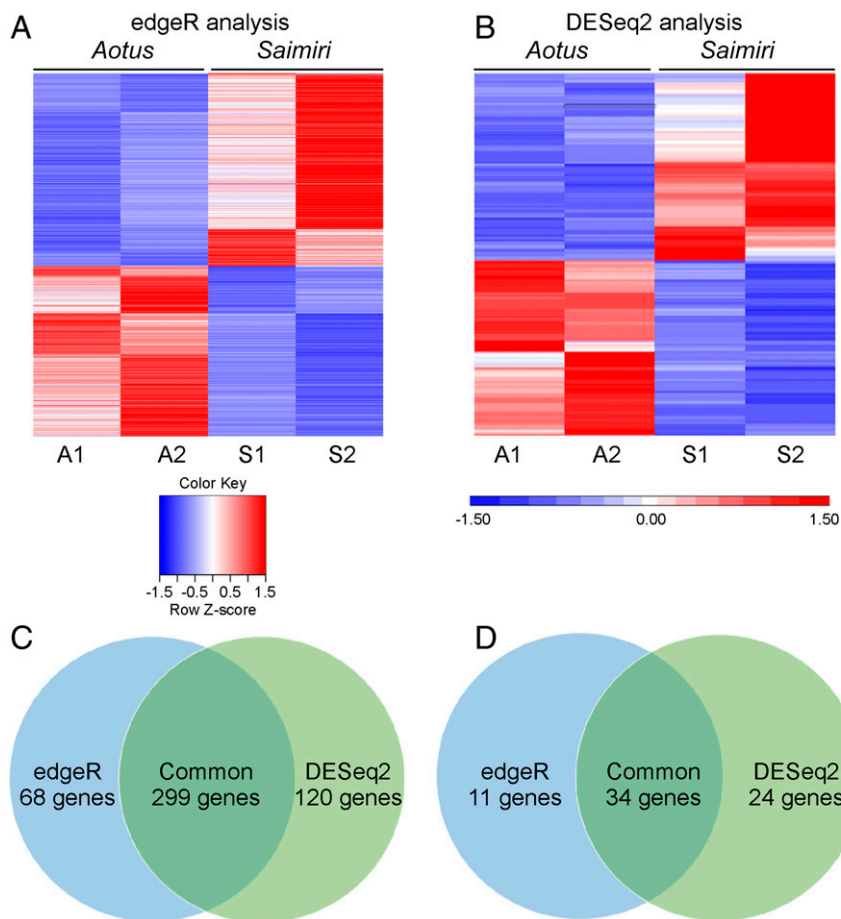 A
edgeR analysis
Aotus
Saimiri
A1
A2
S1
S2
Color Key
-1.5
-0.5
0.5
1.5
Row Z-score
B
DESeq2 analysis
Aotus
Saimiri
A1
A2
S1
S2
-1.50
0.00
1.50
C
edgeR
68 genes
Common
299 genes
DESeq2
120 genes
D
edgeR
11 genes
Common
34 genes
DESeq2
24 genes